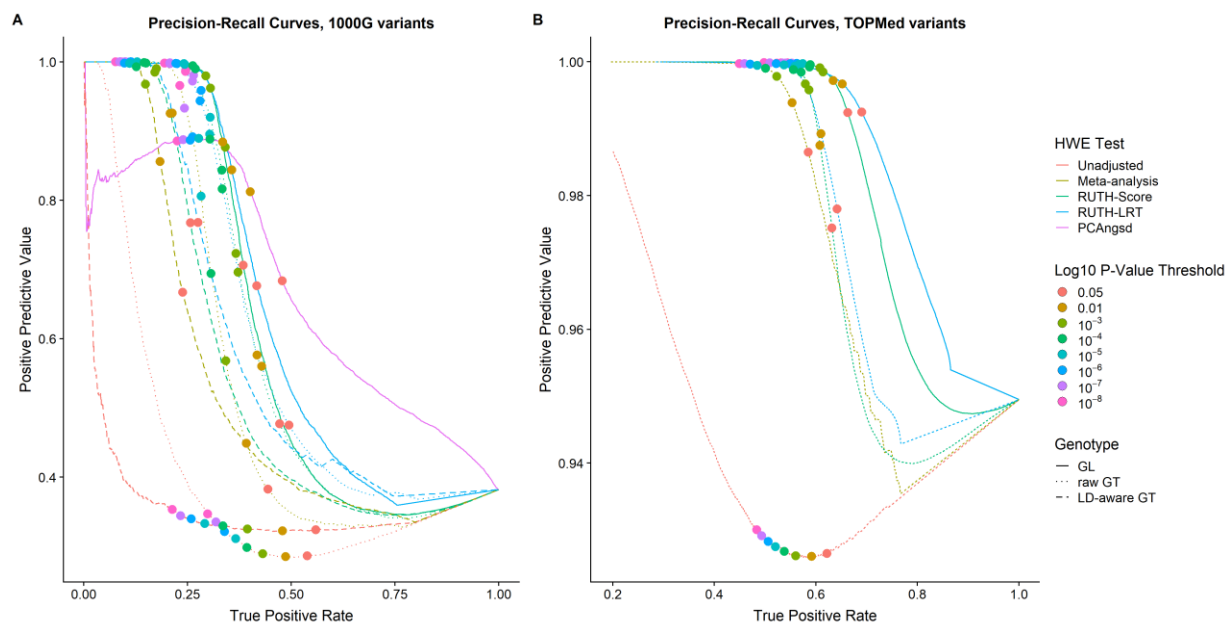 A
Precision-Recall Curves, 1000G variants
1.0
0.8
0.6
0.4
Positive Predictive Value
0.00
0.25
0.50
0.75
1.00
True Positive Rate
B
Precision-Recall Curves, TOPMed variants
1.00
0.98
0.96
0.94
Positive Predictive Value
0.2
0.4
0.6
0.8
1.0
True Positive Rate
HWE Test
Unadjusted
Meta-analysis
RUTH-Score
RUTH-LRT
PCAngsd
Log10 P-Value Threshold
0.05
0.01
10⁻³
10⁻⁴
10⁻⁵
10⁻⁶
10⁻⁷
10⁻⁸
Genotype
GL
raw GT
LD-aware GT